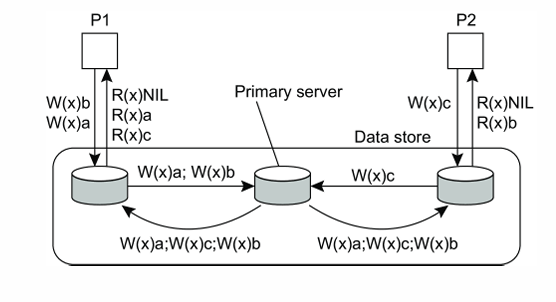 P1
P2
W(x)b
W(x)a
R(x)NIL
R(x)a
R(x)c
Primary server
W(x)c
R(x)NIL
R(x)b
Data store
W(x)a; W(x)b
W(x)c
W(x)a;W(x)c;W(x)b
W(x)a;W(x)c;W(x)b